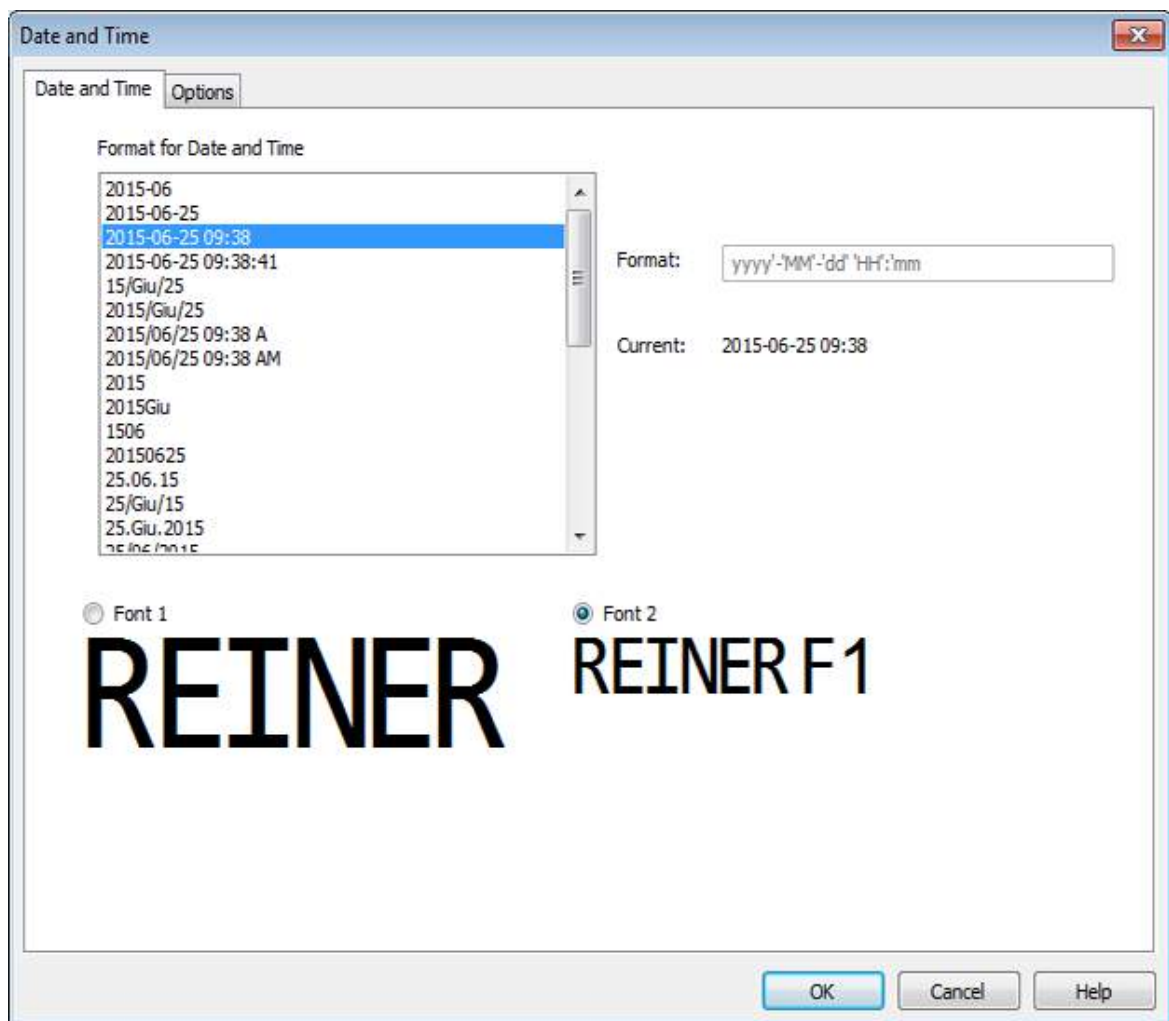 Date and Time
Date and Time Options
Format for Date and Time
2015-06
2015-06-25
2015-06-25 09:38
2015-06-25 09:38:41
15/Giu/25
2015/Giu/25
2015/06/25 09:38 A
2015/06/25 09:38 AM
2015
2015Giu
1506
20150625
25.06.15
25/Giu/15
25.Giu.2015
25/06/2015
Format: yyyy'-'MM'-'dd' 'HH':'mm
Current: 2015-06-25 09:38
Font 1
REINER
Font 2
REINER F1
OK Cancel Help